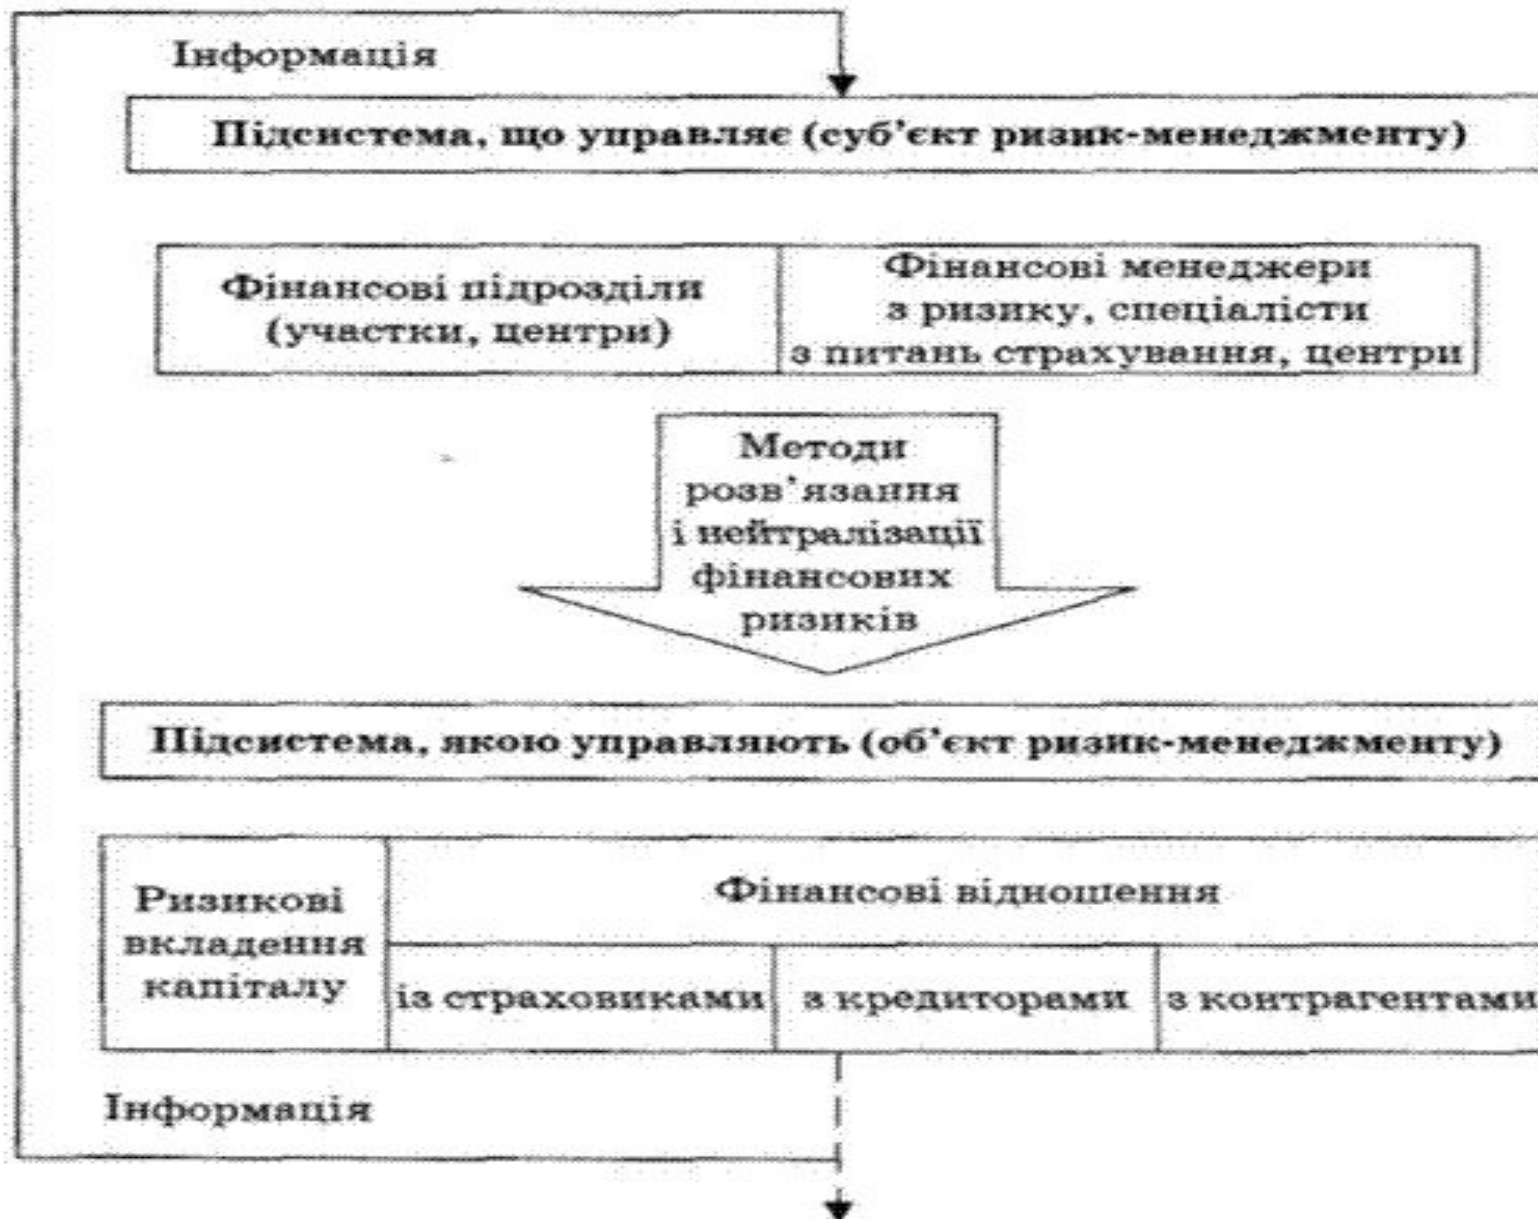 Інформація
Підсистема, що управляє (суб’єкт ризик-менеджменту)
Фінансові підрозділи
(участки, центри)
Фінансові менеджери
з ризику, спеціалісти
з питань страхування, центри
Методи
розв’язання
і нейтралізації
фінансових
ризиків
Підсистема, якою управляють (об’єкт ризик-менеджменту)
Ризикові
вкладення
капіталу
Фінансові відношення
із страховиками
з кредиторами
з контрагентами
Інформація